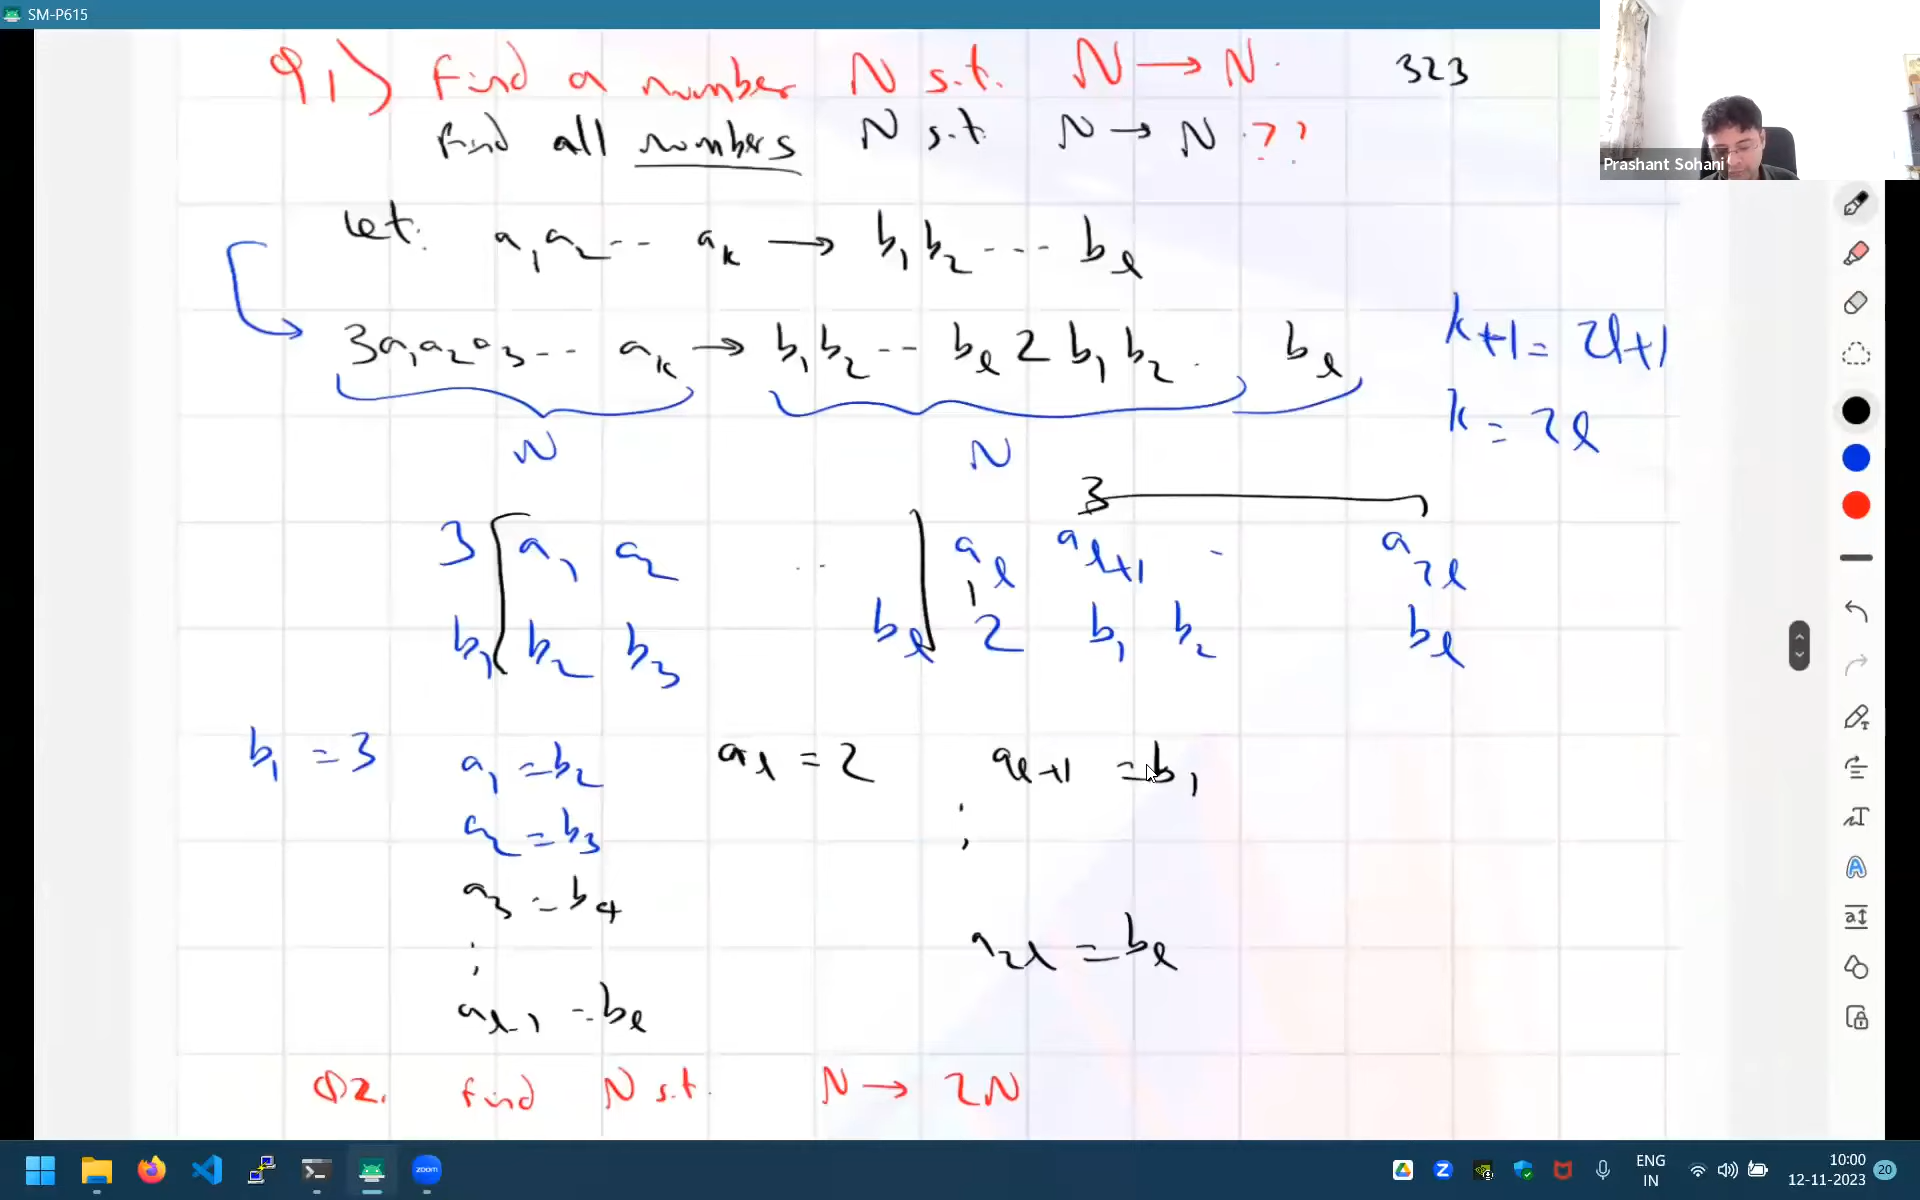 SM-P615
Q1) Find a number N s.t. N → N.
323
Find all numbers N s.t. N → N ??
Prashant Sohani
Let: a₁a₂-- aₖ → b₁b₂---- bₗ
3a₁a₂a₃-- aₖ → b₁b₂-- bₗ2b₁b₂. bₗ
k+1 = 2l+1
N N
k = 2l
3
3 a₁ a₂ .. aₗ aₗ₊₁ - a₂ₗ
b₁ b₂ b₃ bₗ 2 b₁ b₂ bₗ
b₁ = 3 a₁ = b₂ aₗ = 2 aₗ₊₁ = b₁
a₂ = b₃
a₃ = b₄
a₂ₗ = bₗ
aₗ₋₁ = bₗ
Q2. find N s.t. N → 2N
zoom
ENG
IN
10:00
12-11-2023
20